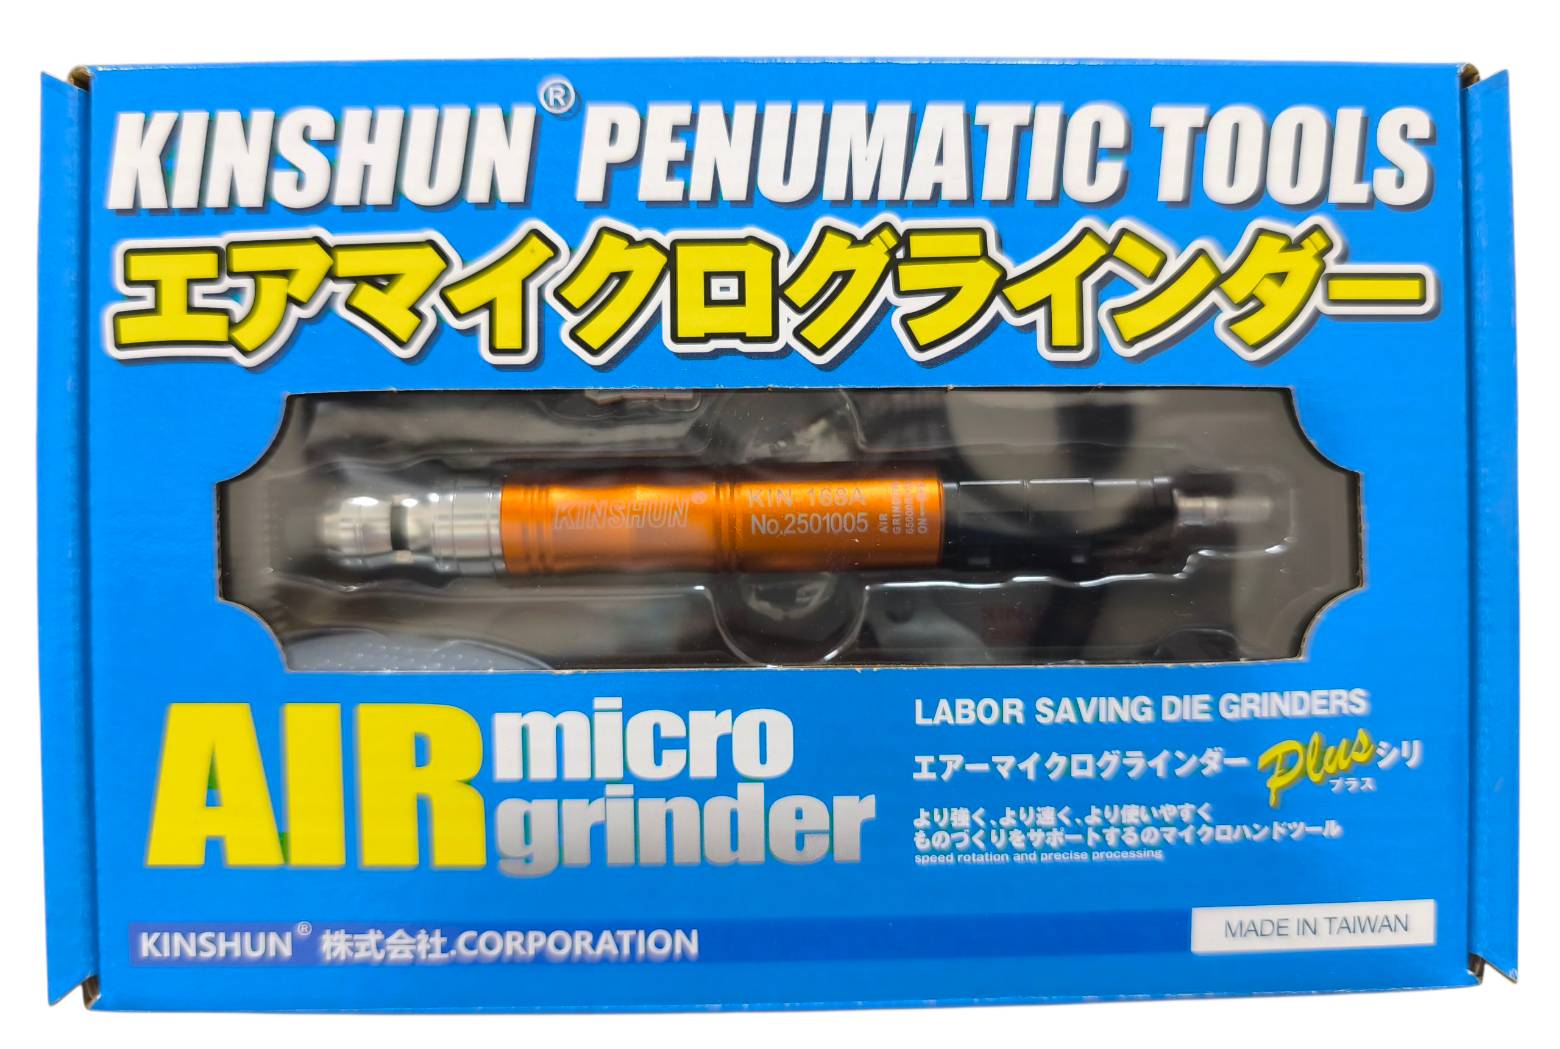 KINSHUN® PENUMATIC TOOLS
エアマイクログラインダー
KINSHUN®
KIN-168A
No.2501005
AIR
AIR micro grinder
LABOR SAVING DIE GRINDERS
エアーマイクログラインダー Plus シリ
プラス
より強く、より速く、より使いやすく
ものづくりをサポートするのマイクロハンドツール
speed rotation and precise processing
KINSHUN® 株式会社.CORPORATION
MADE IN TAIWAN